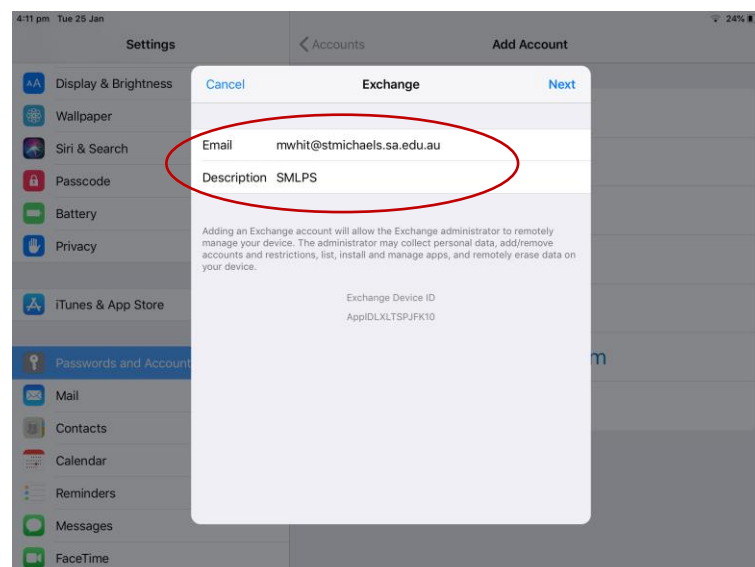 4:11 pm Tue 25 Jan
24%
Settings
Accounts
Add Account
Display & Brightness
Wallpaper
Siri & Search
Passcode
Battery
Privacy
iTunes & App Store
Passwords and Account
Mail
Contacts
Calendar
Reminders
Messages
FaceTime
Cancel
Exchange
Next
Email mwhit@stmichaels.sa.edu.au
Description SMLPS
Adding an Exchange account will allow the Exchange administrator to remotely
manage your device. The administrator may collect personal data, add/remove
accounts and restrictions, list, install and manage apps, and remotely erase data on
your device.
Exchange Device ID
AppIDLXLTSPJFK10
m